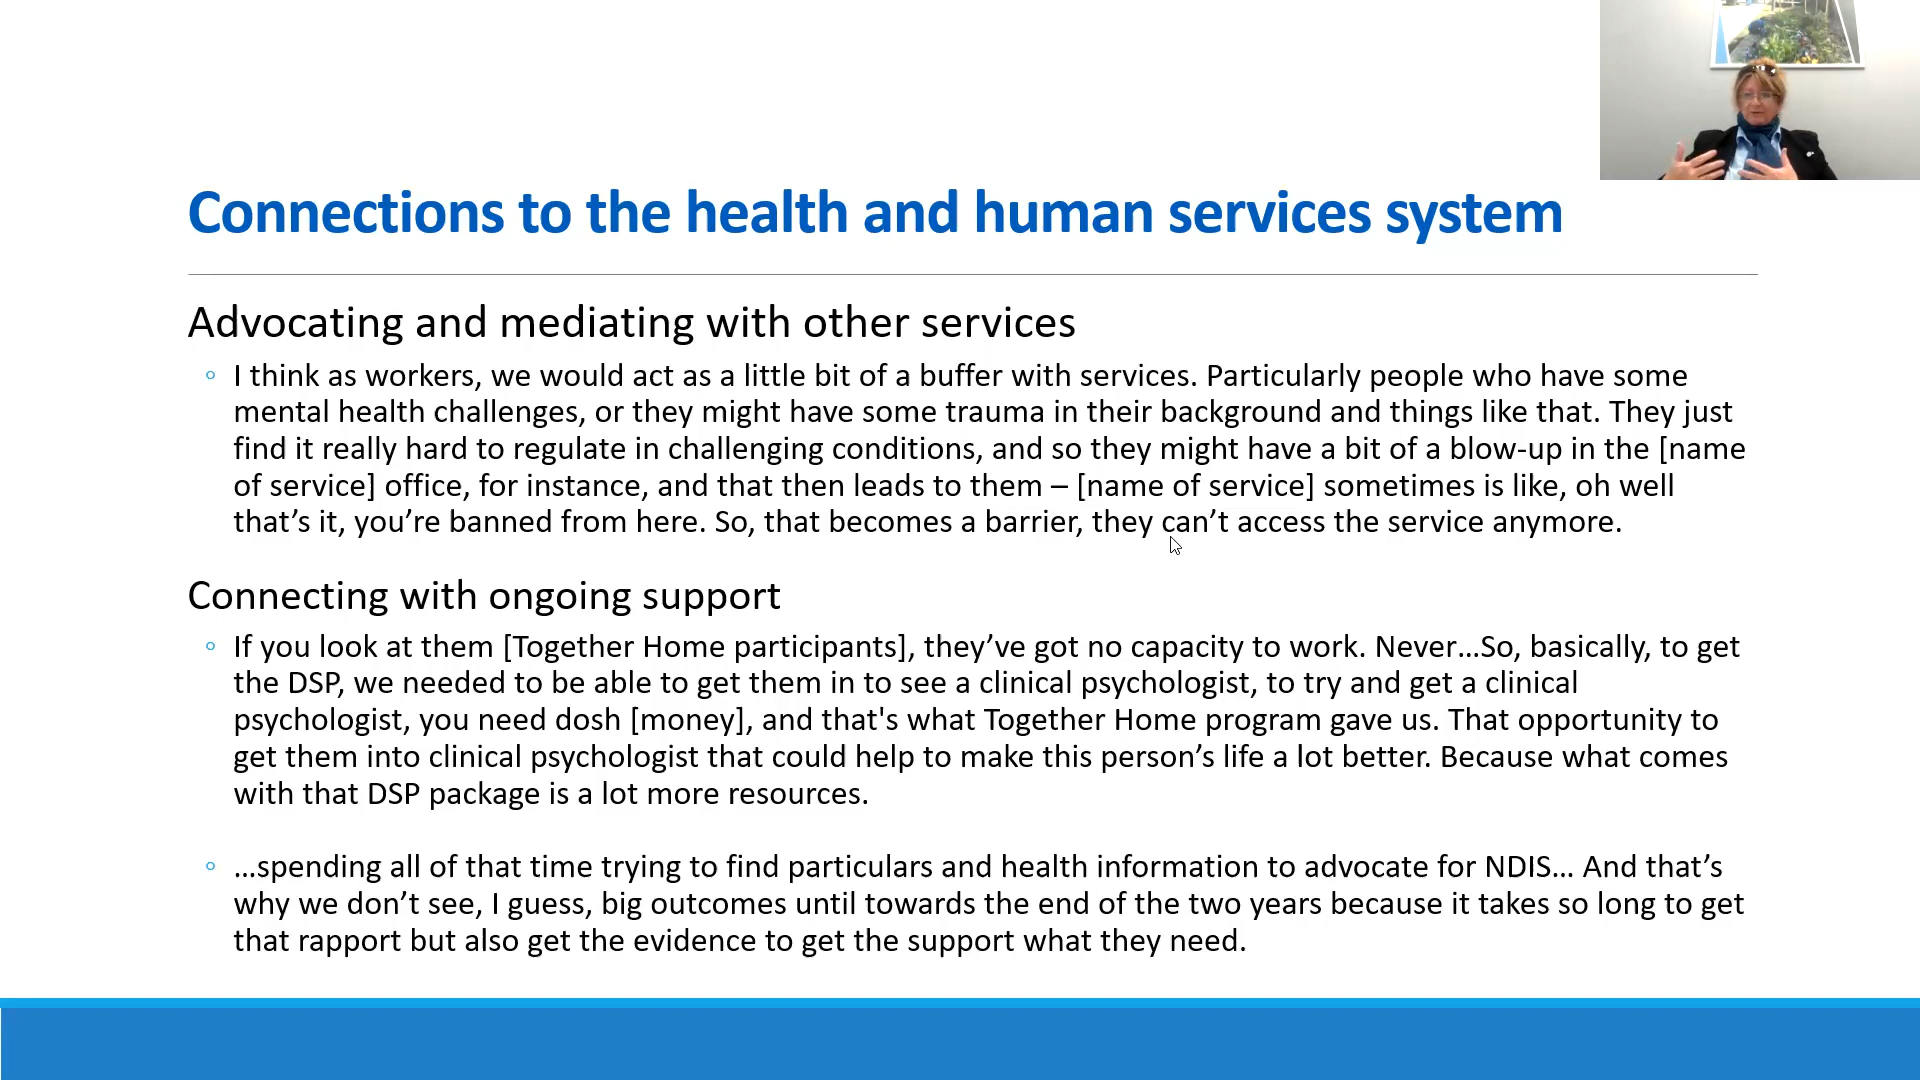 Connections to the health and human services system
Advocating and mediating with other services
I think as workers, we would act as a little bit of a buffer with services. Particularly people who have some
mental health challenges, or they might have some trauma in their background and things like that. They just
find it really hard to regulate in challenging conditions, and so they might have a bit of a blow-up in the [name
of service] office, for instance, and that then leads to them – [name of service] sometimes is like, oh well
that’s it, you’re banned from here. So, that becomes a barrier, they can’t access the service anymore.
Connecting with ongoing support
If you look at them [Together Home participants], they’ve got no capacity to work. Never…So, basically, to get
the DSP, we needed to be able to get them in to see a clinical psychologist, to try and get a clinical
psychologist, you need dosh [money], and that's what Together Home program gave us. That opportunity to
get them into clinical psychologist that could help to make this person’s life a lot better. Because what comes
with that DSP package is a lot more resources.
…spending all of that time trying to find particulars and health information to advocate for NDIS… And that’s
why we don’t see, I guess, big outcomes until towards the end of the two years because it takes so long to get
that rapport but also get the evidence to get the support what they need.